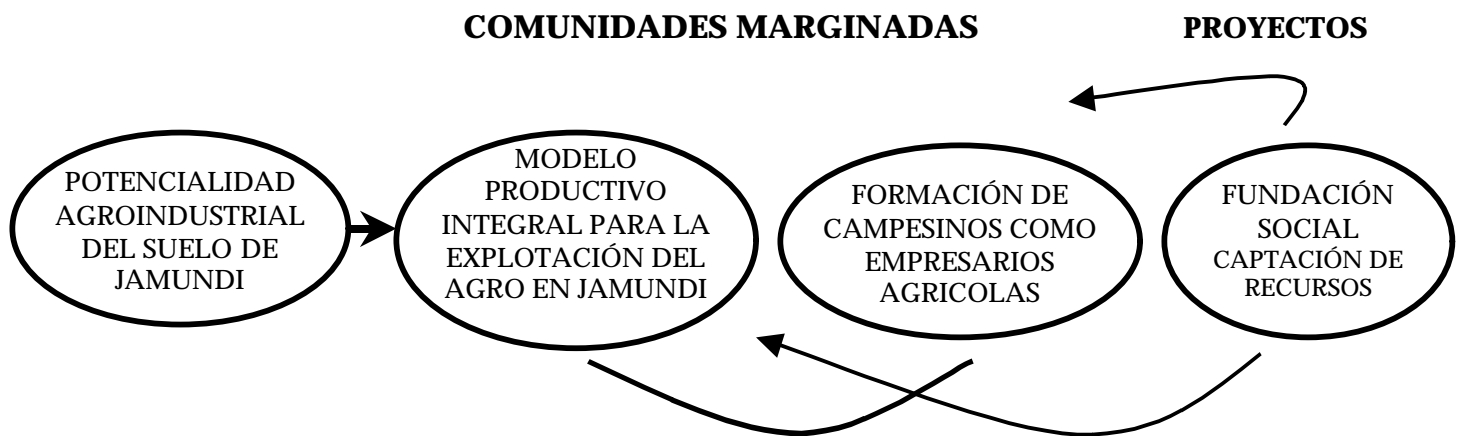 COMUNIDADES MARGINADAS
PROYECTOS
POTENCIALIDAD
AGROINDUSTRIAL
DEL SUELO DE
JAMUNDI
MODELO
PRODUCTIVO
INTEGRAL PARA LA
EXPLOTACIÓN DEL
AGRO EN JAMUNDI
FORMACIÓN DE
CAMPESINOS COMO
EMPRESARIOS
AGRICOLAS
FUNDACIÓN
SOCIAL
CAPTACIÓN DE
RECURSOS